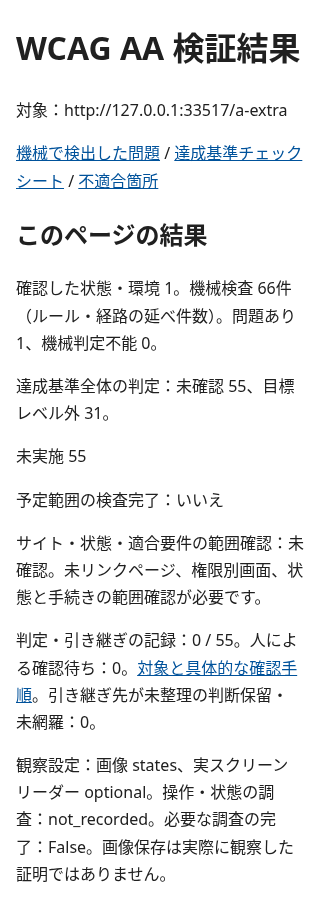 WCAG AA 検証結果
対象：http://127.0.0.1:33517/a-extra
機械で検出した問題 / 達成基準チェック
シート / 不適合箇所
このページの結果
確認した状態・環境 1。機械検査 66件
（ルール・経路の延べ件数）。問題あり
1、機械判定不能 0。
達成基準全体の判定：未確認 55、目標
レベル外 31。
未実施 55
予定範囲の検査完了：いいえ
サイト・状態・適合要件の範囲確認：未
確認。未リンクページ、権限別画面、状
態と手続きの範囲確認が必要です。
判定・引き継ぎの記録：0 / 55。人によ
る確認待ち：0。対象と具体的な確認手
順。引き継ぎ先が未整理の判断保留・
未網羅：0。
観察設定：画像 states、実スクリーン
リーダー optional。操作・状態の調
査：not_recorded。必要な調査の完
了：False。画像保存は実際に観察した
証明ではありません。